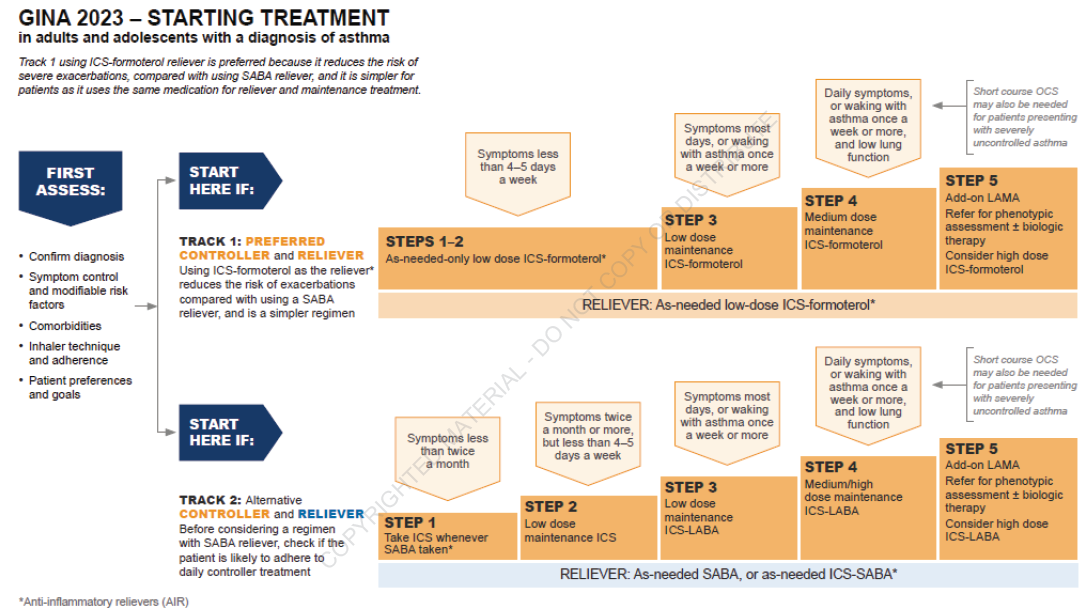 GINA 2023 – STARTING TREATMENT
in adults and adolescents with a diagnosis of asthma
Track 1 using ICS-formoterol reliever is preferred because it reduces the risk of
severe exacerbations, compared with using SABA reliever, and it is simpler for
patients as it uses the same medication for reliever and maintenance treatment.
FIRST
ASSESS:
• Confirm diagnosis
• Symptom control
and modifiable risk
factors
• Comorbidities
• Inhaler technique
and adherence
• Patient preferences
and goals
START
HERE IF:
Symptoms less
than 4–5 days
a week
Symptoms most
days, or waking
with asthma once
a week or more
Daily symptoms,
or waking with
asthma once a
week or more,
and low lung
function
Short course OCS
may also be needed
for patients presenting
with severely
uncontrolled asthma
TRACK 1: PREFERRED
CONTROLLER and RELIEVER
Using ICS-formoterol as the reliever*
reduces the risk of exacerbations
compared with using a SABA
reliever, and is a simpler regimen
STEPS 1–2
As-needed-only low dose ICS-formoterol*
STEP 3
Low dose
maintenance
ICS-formoterol
STEP 4
Medium dose
maintenance
ICS-formoterol
STEP 5
Add-on LAMA
Refer for phenotypic
assessment ± biologic
therapy
Consider high dose
ICS-formoterol
RELIEVER: As-needed low-dose ICS-formoterol*
START
HERE IF:
Symptoms less
than twice
a month
Symptoms twice
a month or more,
but less than 4–5
days a week
Symptoms most
days, or waking
with asthma once
a week or more
Daily symptoms,
or waking with
asthma once a
week or more,
and low lung
function
Short course OCS
may also be needed
for patients presenting
with severely
uncontrolled asthma
TRACK 2: Alternative
CONTROLLER and RELIEVER
Before considering a regimen
with SABA reliever, check if the
patient is likely to adhere to
daily controller treatment
STEP 1
Take ICS whenever
SABA taken*
STEP 2
Low dose
maintenance ICS
STEP 3
Low dose
maintenance
ICS-LABA
STEP 4
Medium/high
dose maintenance
ICS-LABA
STEP 5
Add-on LAMA
Refer for phenotypic
assessment ± biologic
therapy
Consider high dose
ICS-LABA
RELIEVER: As-needed SABA, or as-needed ICS-SABA*
*Anti-inflammatory relievers (AIR)
COPYRIGHTED MATERIAL - DO NOT COPY OR DISTRIBUTE